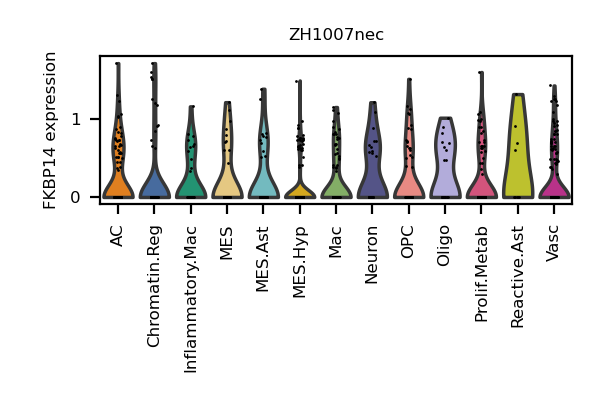 ZH1007nec
FKBP14 expression
1
0
AC
Chromatin.Reg
Inflammatory.Mac
MES
MES.Ast
MES.Hyp
Mac
Neuron
OPC
Oligo
Prolif.Metab
Reactive.Ast
Vasc